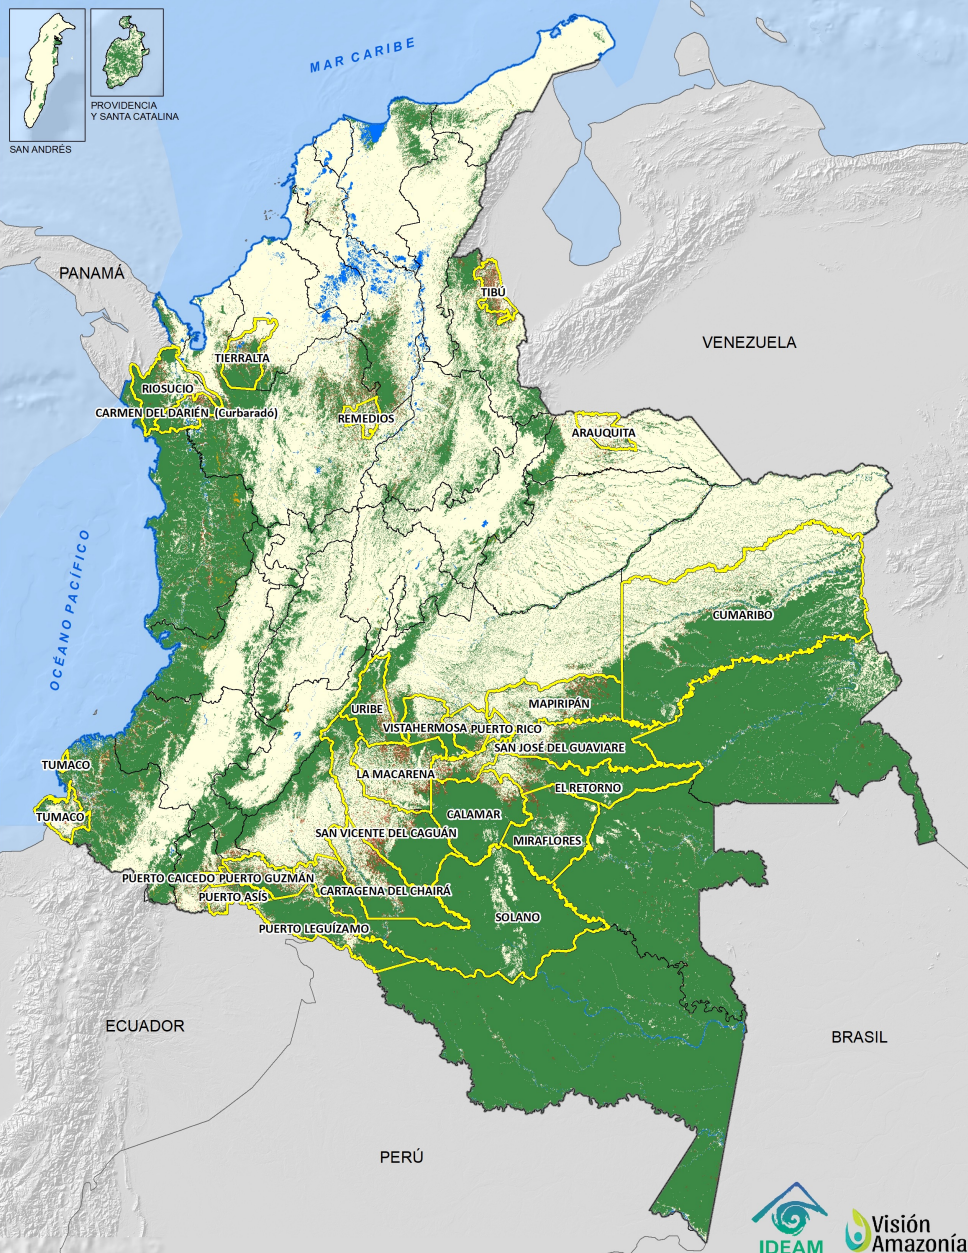 MAR CARIBE
PROVIDENCIA
Y SANTA CATALINA
SAN ANDRÉS
PANAMÁ
TIBÚ
VENEZUELA
TIERRALTA
RIOSUCIO
CARMEN DEL DARIÉN (Curbaradó)
REMEDIOS
ARAUQUITA
OCÉANO PACÍFICO
CUMARIBO
MAPIRIPÁN
URIBE
VISTAHERMOSA
PUERTO RICO
SAN JOSÉ DEL GUAVIARE
TUMACO
LA MACARENA
EL RETORNO
TUMACO
CALAMAR
SAN VICENTE DEL CAGUÁN
MIRAFLORES
PUERTO CAICEDO
PUERTO GUZMÁN
PUERTO ASÍS
CARTAGENA DEL CHAIRÁ
SOLANO
PUERTO LEGUÍZAMO
ECUADOR
BRASIL
PERÚ
IDEAM
Visión
Amazonía